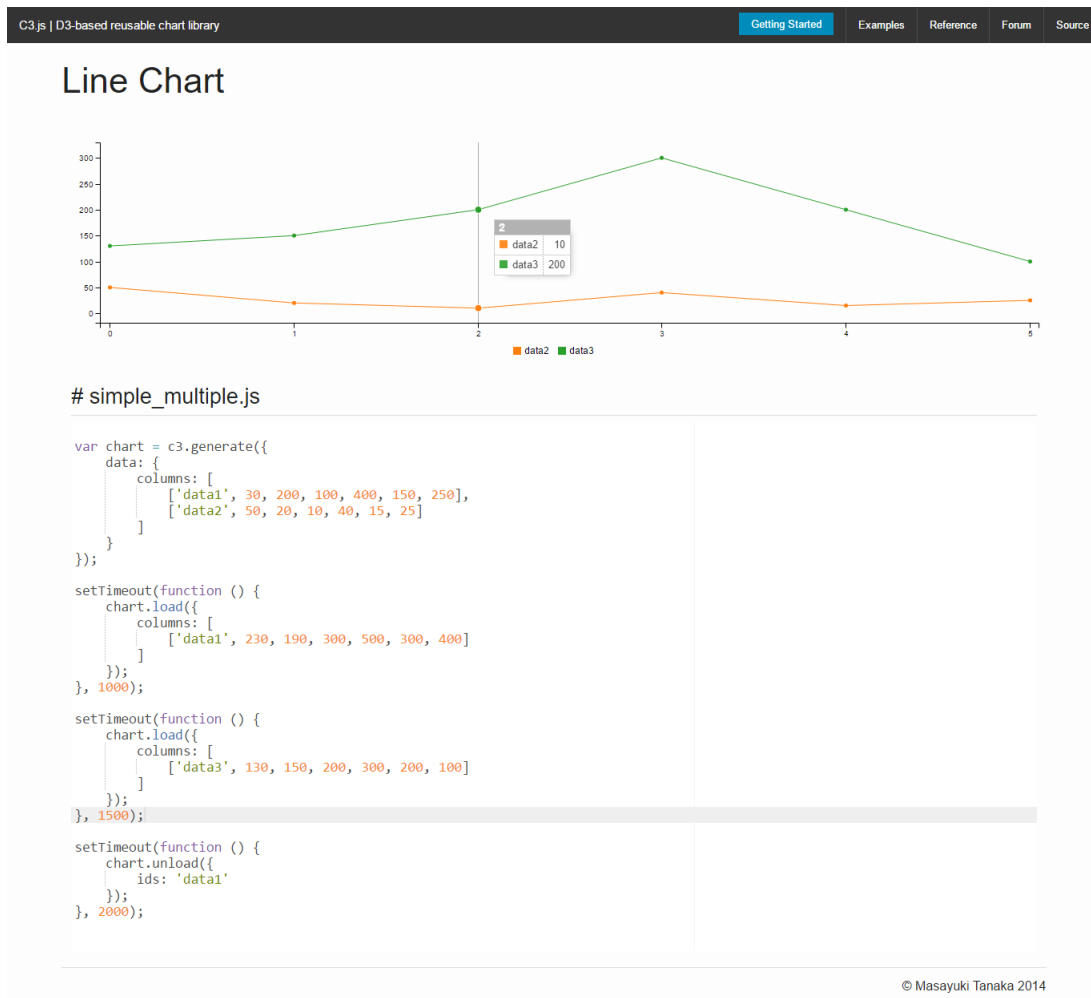 C3.js | D3-based reusable chart library Getting Started Examples Reference Forum Source
Line Chart
300
250
200
150
100
50
0
0 1 2 3 4 5
2
data2 10
data3 200
data2 data3
# simple_multiple.js
var chart = c3.generate({
    data: {
        columns: [
            ['data1', 30, 200, 100, 400, 150, 250],
            ['data2', 50, 20, 10, 40, 15, 25]
        ]
    }
});
setTimeout(function () {
    chart.load({
        columns: [
            ['data1', 230, 190, 300, 500, 300, 400]
        ]
    });
}, 1000);
setTimeout(function () {
    chart.load({
        columns: [
            ['data3', 130, 150, 200, 300, 200, 100]
        ]
    });
}, 1500);
setTimeout(function () {
    chart.unload({
        ids: 'data1'
    });
}, 2000);
© Masayuki Tanaka 2014